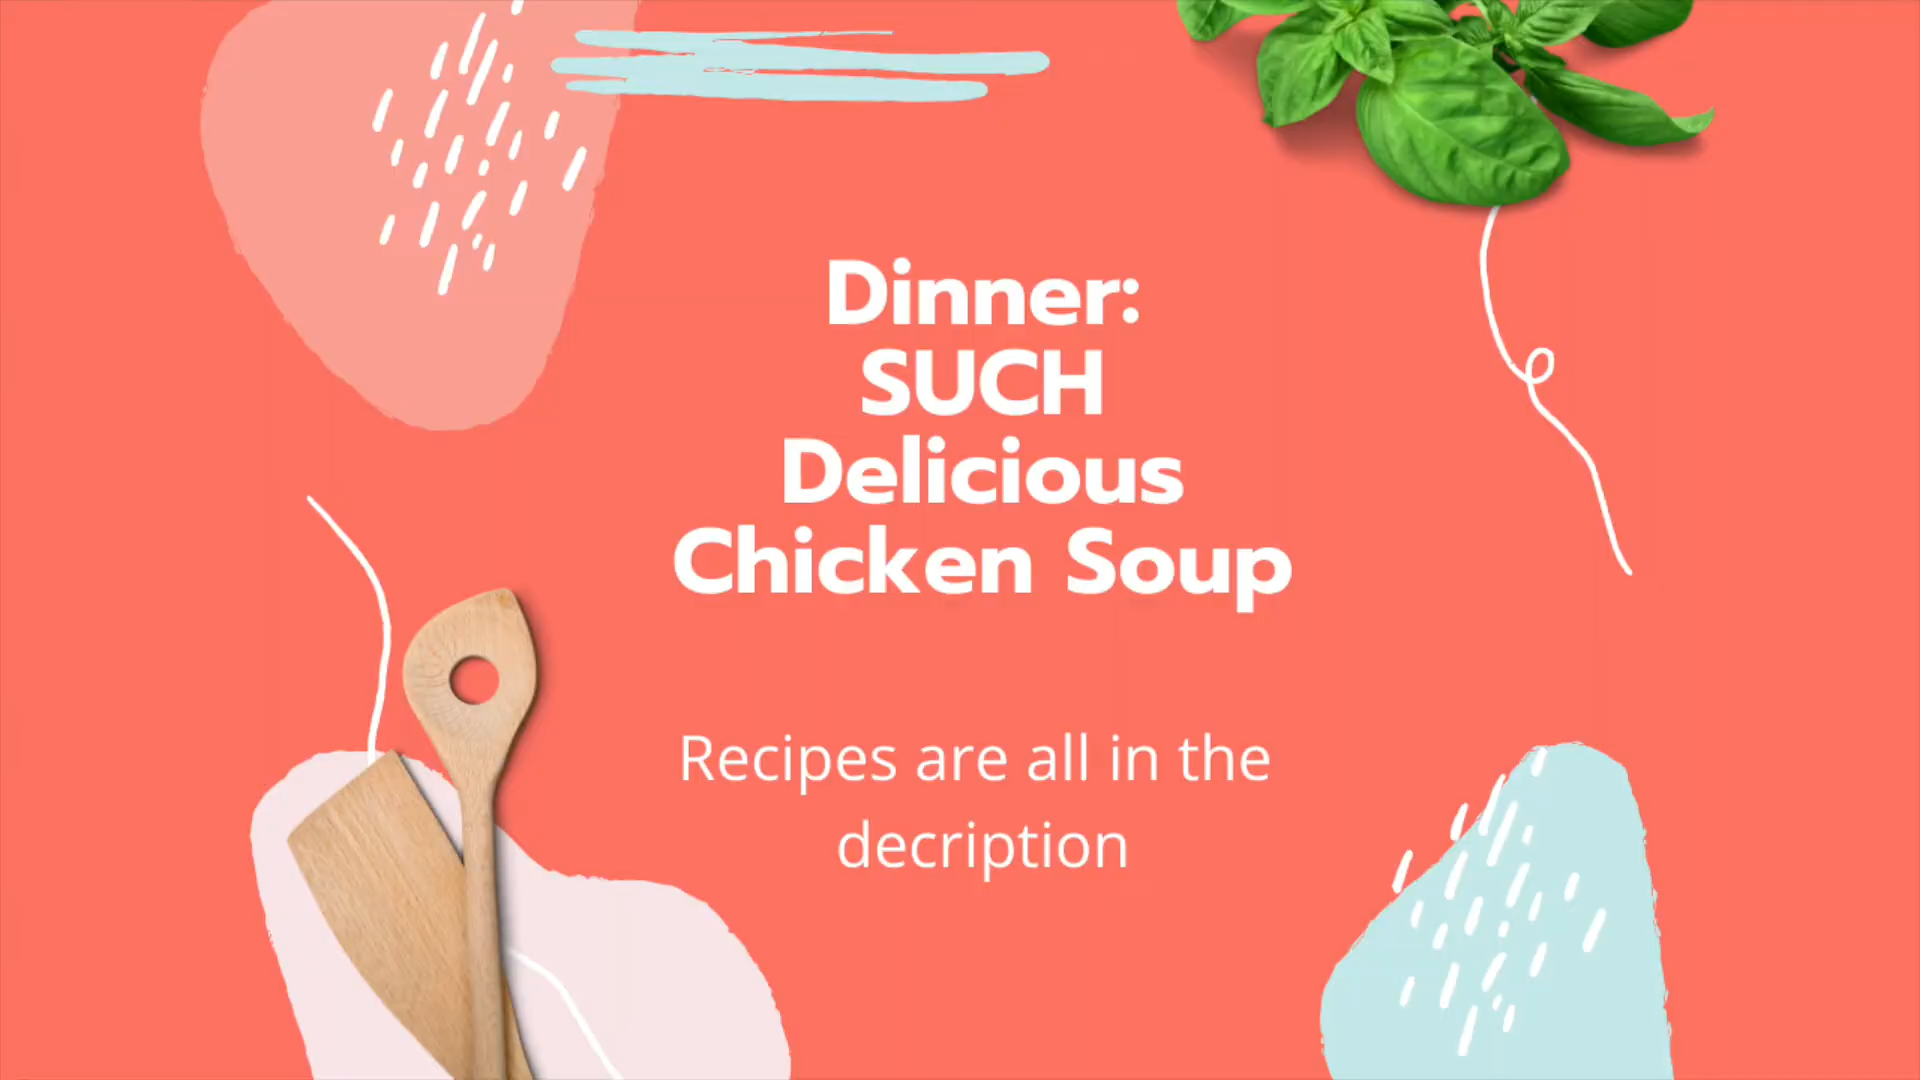 Dinner:
SUCH
Delicious
Chicken Soup
Recipes are all in the
decription